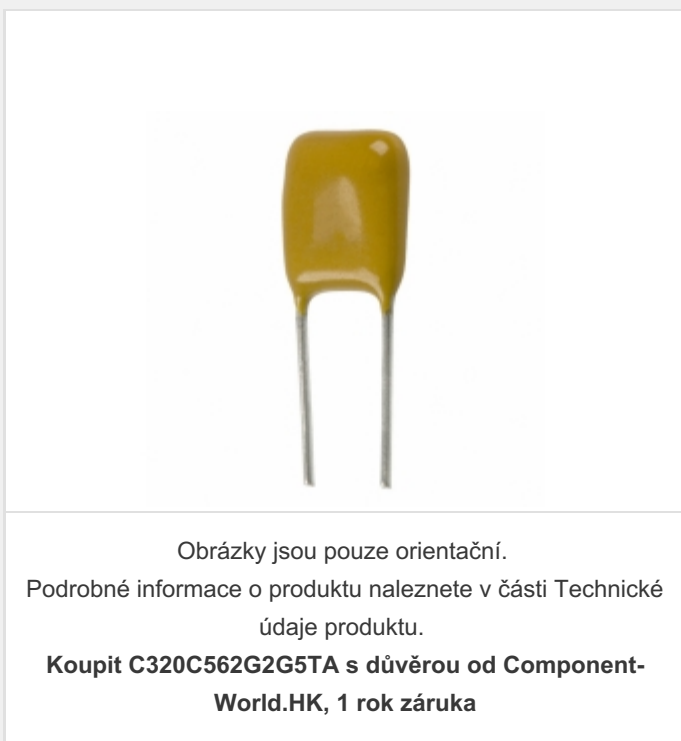 Obrázky jsou pouze orientační.
Podrobné informace o produktu naleznete v části Technické
údaje produktu.
Koupit C320C562G2G5TA s důvěrou od Component-
World.HK, 1 rok záruka